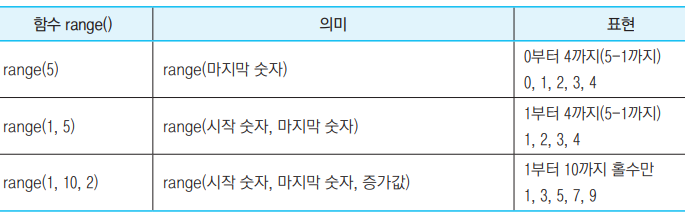 함수 range() 의미 표현
range(5) range(마지막 숫자) 0부터 4까지(5-1까지)
0, 1, 2, 3, 4
range(1, 5) range(시작 숫자, 마지막 숫자) 1부터 4까지(5-1까지)
1, 2, 3, 4
range(1, 10, 2) range(시작 숫자, 마지막 숫자, 증가값) 1부터 10까지 홀수만
1, 3, 5, 7, 9